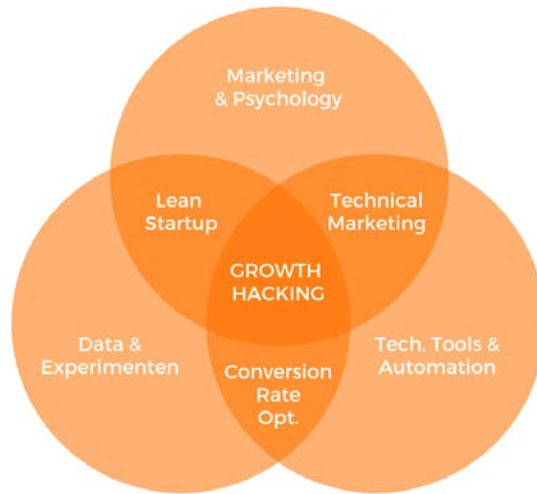 Marketing
& Psychology
Lean
Startup
Technical
Marketing
GROWTH
HACKING
Data &
Experimenten
Tech, Tools &
Automation
Conversion
Rate
Opt.